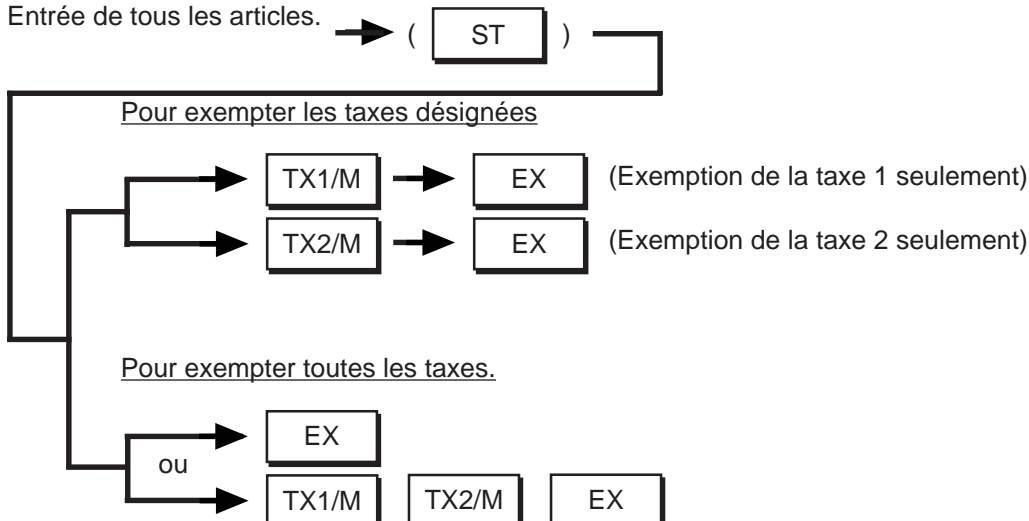 Entrée de tous les articles. ( ST )
Pour exempter les taxes désignées
TX1/M EX (Exemption de la taxe 1 seulement)
TX2/M EX (Exemption de la taxe 2 seulement)
Pour exempter toutes les taxes.
EX
ou
TX1/M TX2/M EX